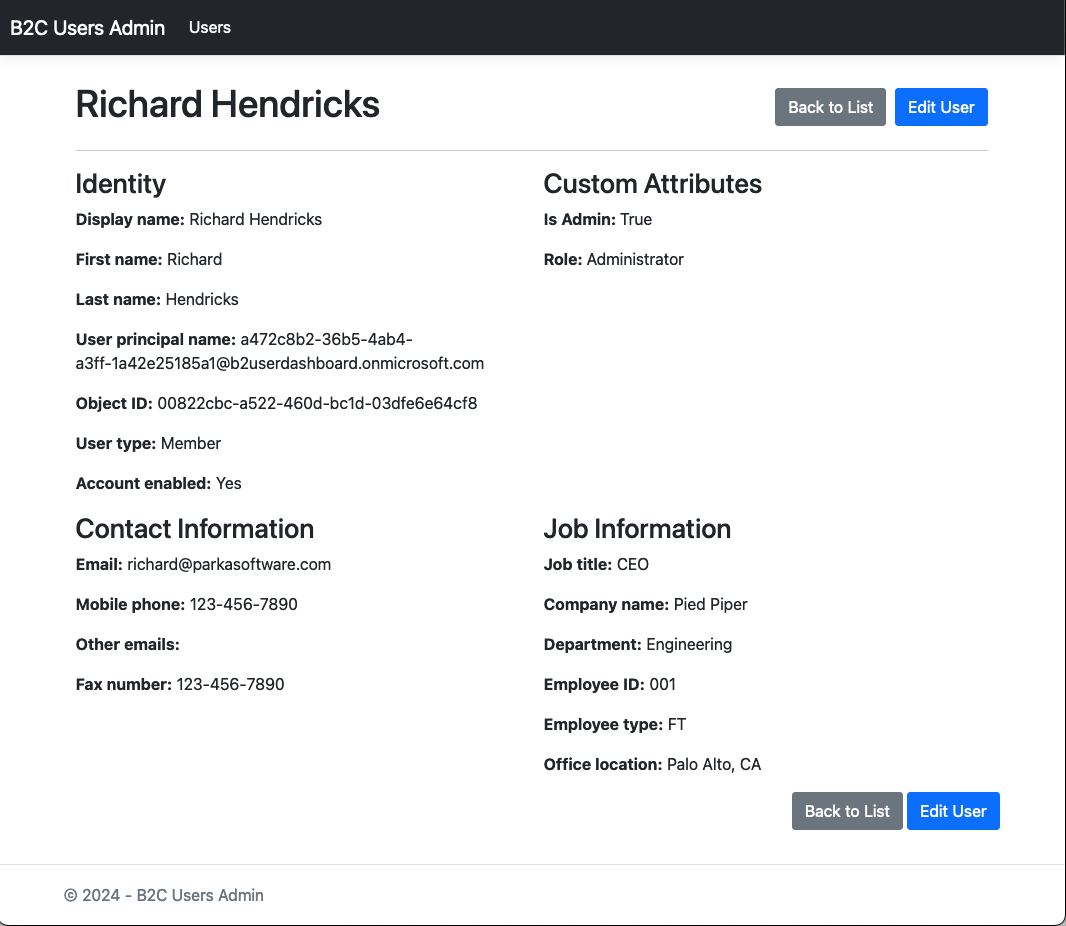 B2C Users Admin Users
Richard Hendricks
Back to List
Edit User
Identity
Display name: Richard Hendricks
First name: Richard
Last name: Hendricks
User principal name: a472c8b2-36b5-4ab4-
a3ff-1a42e25185a1@b2userdashboard.onmicrosoft.com
Object ID: 00822cbc-a522-460d-bc1d-03dfe6e64cf8
User type: Member
Account enabled: Yes
Custom Attributes
Is Admin: True
Role: Administrator
Contact Information
Email: richard@parkasoftware.com
Mobile phone: 123-456-7890
Other emails:
Fax number: 123-456-7890
Job Information
Job title: CEO
Company name: Pied Piper
Department: Engineering
Employee ID: 001
Employee type: FT
Office location: Palo Alto, CA
Back to List
Edit User
© 2024 - B2C Users Admin